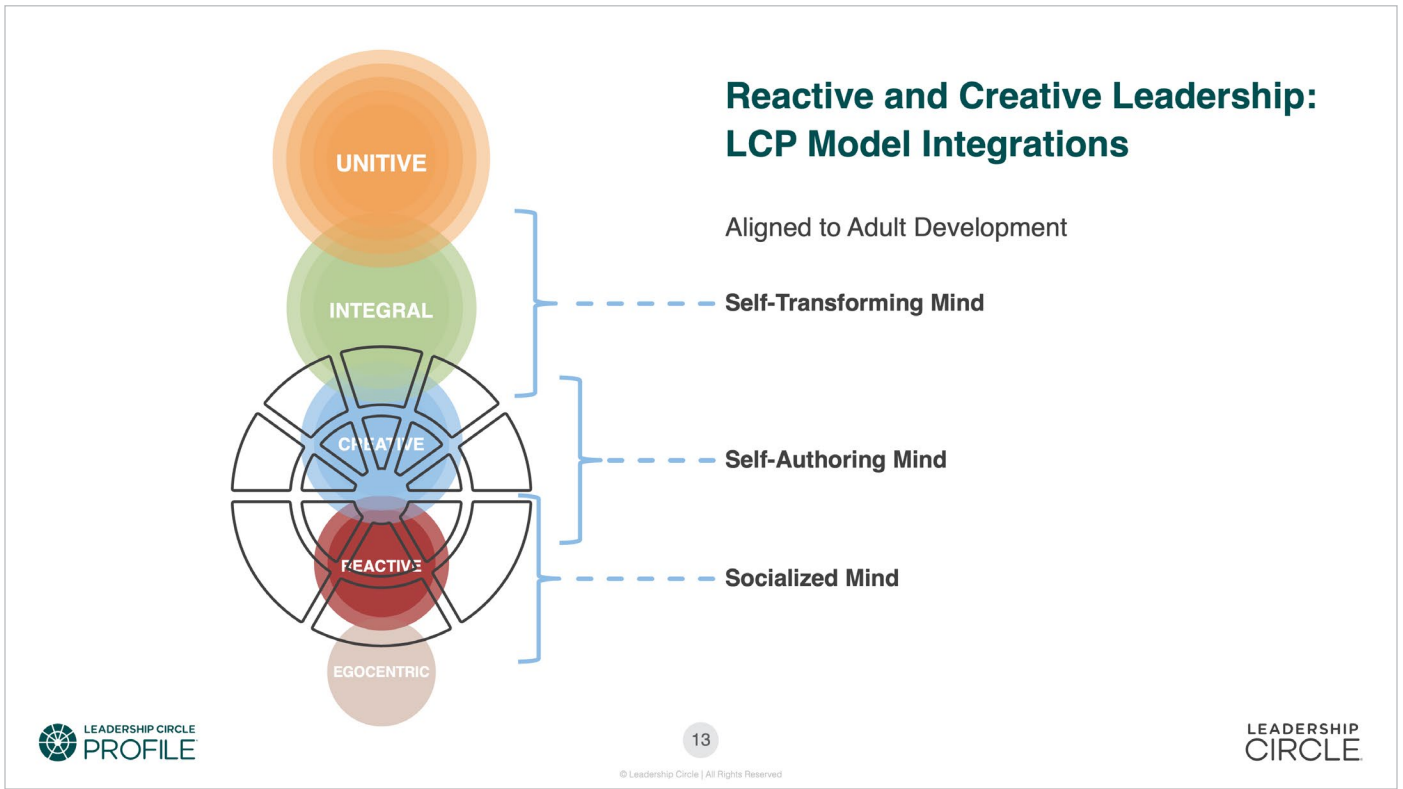 Reactive and Creative Leadership:
LCP Model Integrations
Aligned to Adult Development
UNITIVE
INTEGRAL
Self-Transforming Mind
CREATIVE
Self-Authoring Mind
REACTIVE
Socialized Mind
EGOCENTRIC
LEADERSHIP CIRCLE
PROFILE
13
© Leadership Circle | All Rights Reserved
LEADERSHIP
CIRCLE